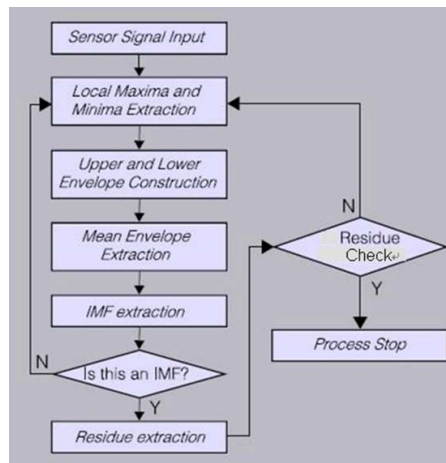 Sensor Signal Input
Local Maxima and
Minima Extraction
Upper and Lower
Envelope Construction
Mean Envelope
Extraction
IMF extraction
N
Is this an IMF?
Y
Residue extraction
N
Residue
Check↵
Y
Process Stop